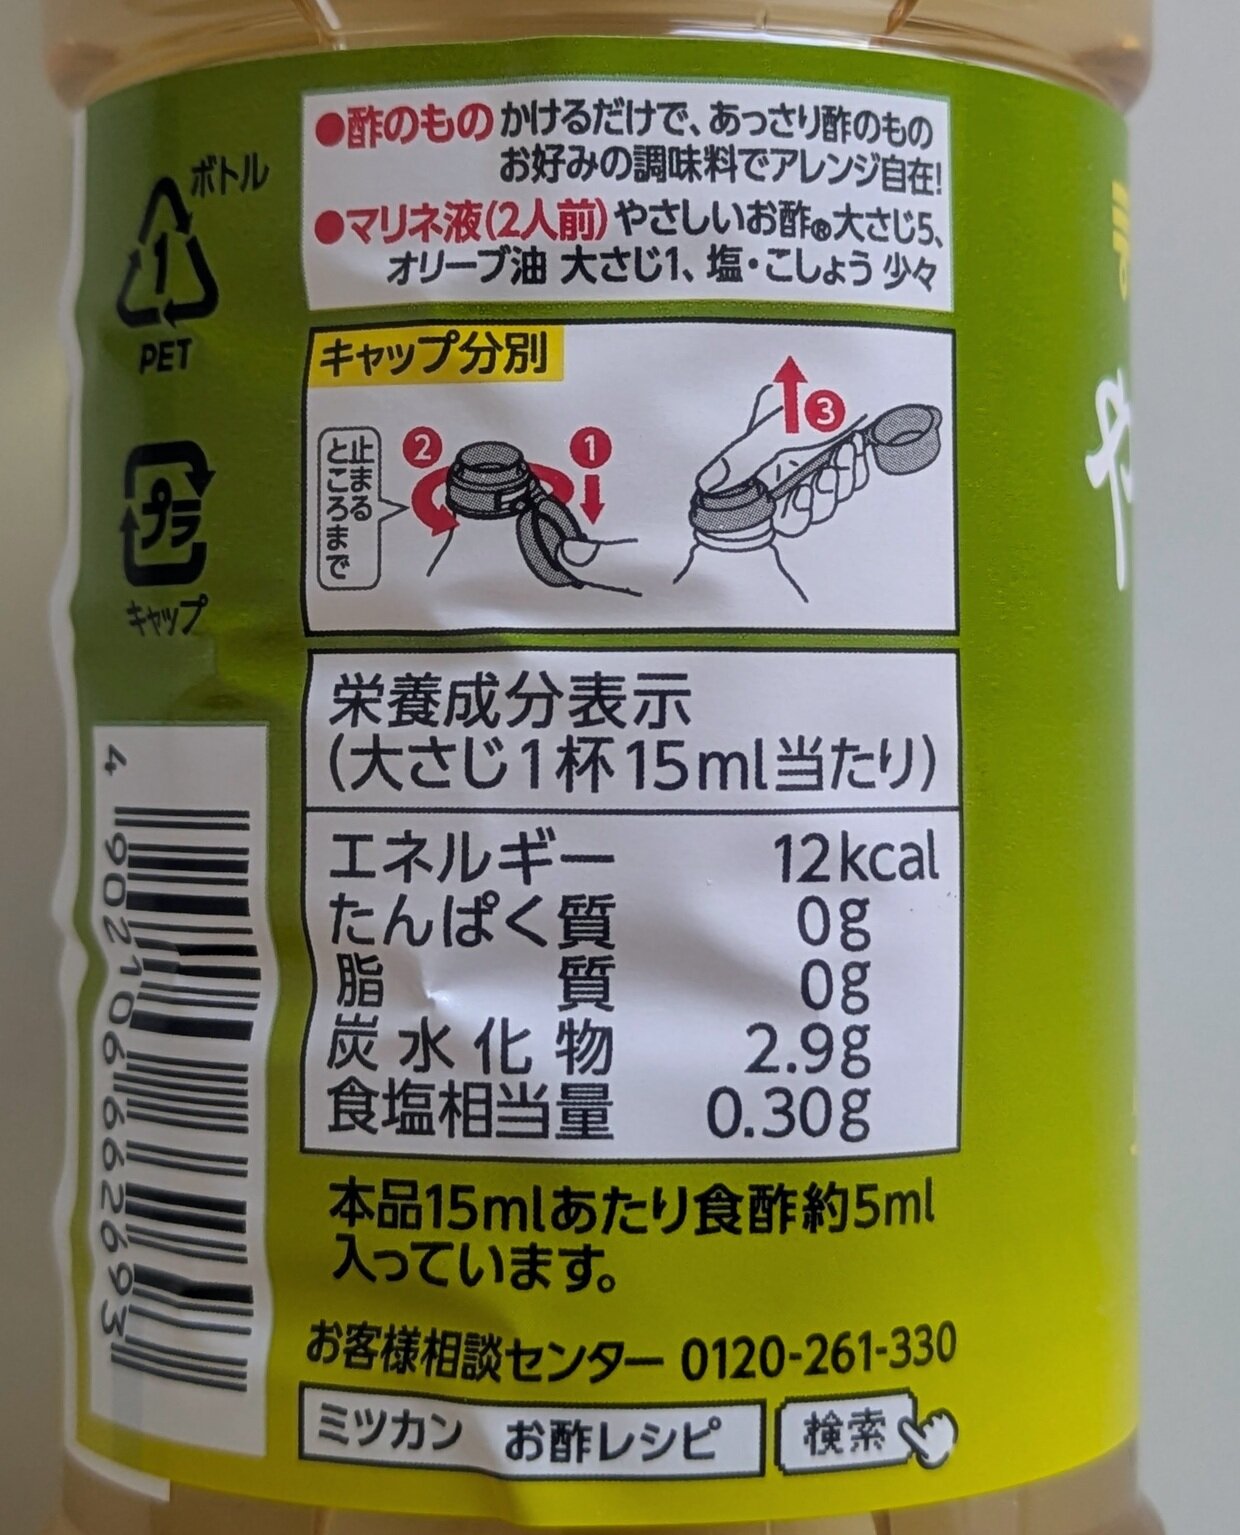 ●酢のもの かけるだけで、あっさり酢のもの
お好みの調味料でアレンジ自在!
●マリネ液(2人前) やさしいお酢®大さじ5、
オリーブ油 大さじ1、塩・こしょう 少々
ボトル
1
PET
プラ
キャップ
キャップ分別
止まる
ところまで
2
1
3
栄養成分表示
(大さじ1杯15ml当たり)
エネルギー 12kcal
たんぱく質 0g
脂質 0g
炭水化物 2.9g
食塩相当量 0.30g
本品15mlあたり食酢約5ml
入っています。
お客様相談センター 0120-261-330
ミツカン お酢レシピ 検索
4 902106 662693